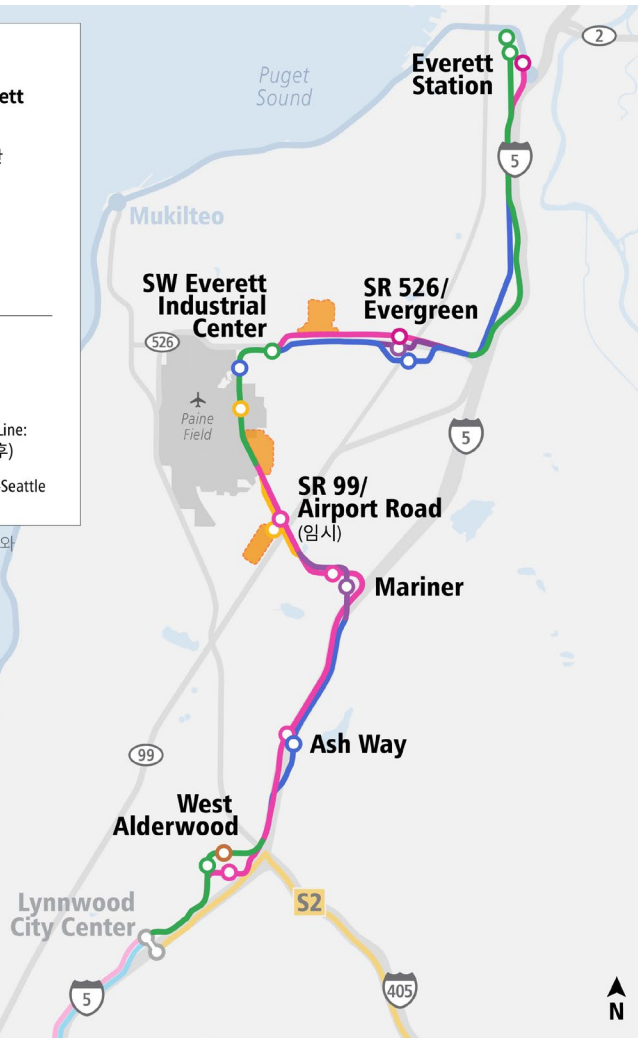 ett
Line:
후)
Seattle
와
2
Everett
Station
Puget
Sound
5
Mukilteo
SW Everett
Industrial
Center
SR 526/
Evergreen
526
Paine
Field
5
SR 99/
Airport Road
(임시)
Mariner
Ash Way
99
West
Alderwood
Lynnwood
City Center
S2
5
405
N